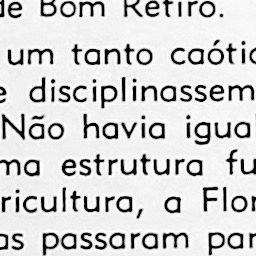 de Bom Retiro.
um tanto caótic
e disciplinassem
Não havia igual
ma estrutura fu
ricultura, a Flor
as passaram par